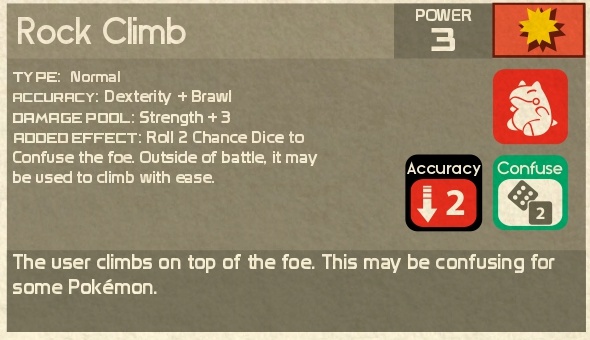 Rock Climb
POWER
3
TYPE: Normal
ACCURACY: Dexterity + Brawl
DAMAGE POOL: Strength + 3
ADDED EFFECT: Roll 2 Chance Dice to
Confuse the foe. Outside of battle, it may
be used to climb with ease.
Accuracy
2
Confuse
2
The user climbs on top of the foe. This may be confusing for
some Pokémon.